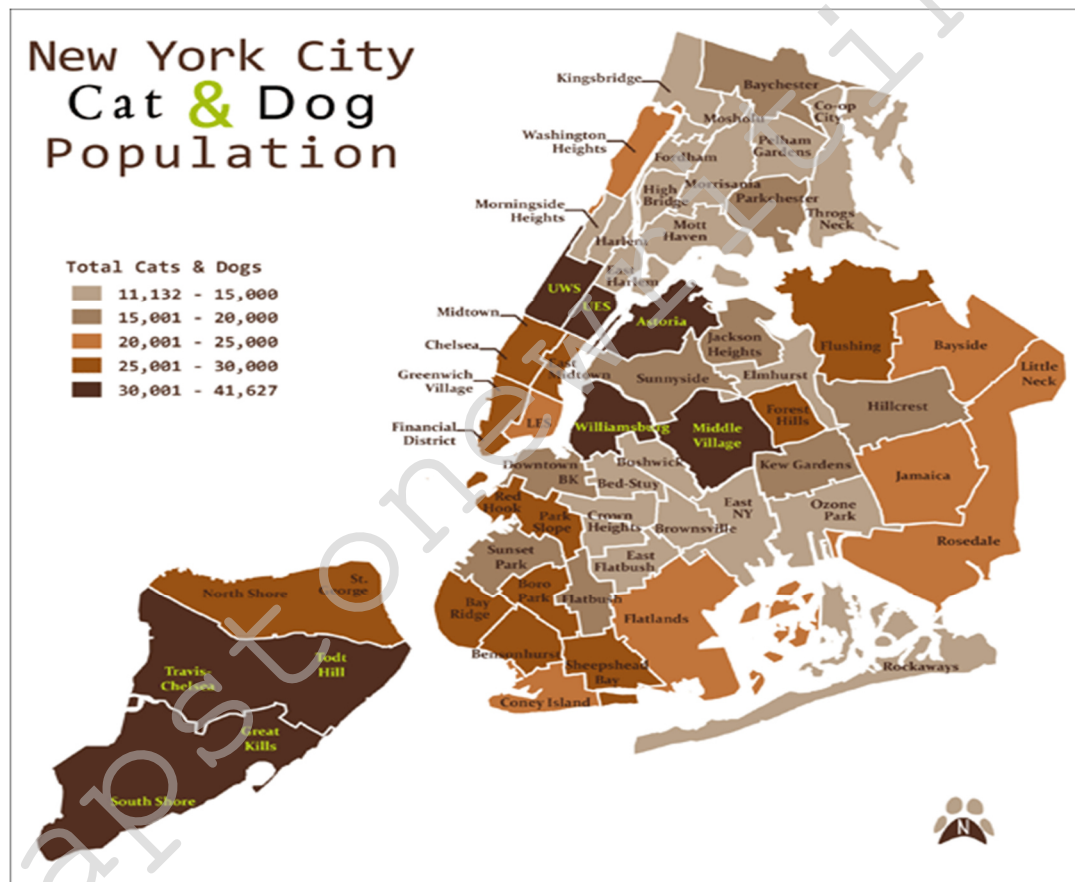 New York City
Cat & Dog
Population
Total Cats & Dogs
11,132 - 15,000
15,001 - 20,000
20,001 - 25,000
25,001 - 30,000
30,001 - 41,627
Kingsbridge
Baychester
Co-op
City
Mosholu
Washington
Heights
Pelham
Gardens
Fordham
High
Bridge
Morrisania
Parkchester
Morningside
Heights
Throgs
Neck
Mott
Haven
Harlem
East
Harlem
UWS
UES
Astoria
Midtown
Chelsea
East
Midtown
Jackson
Heights
Flushing
Bayside
Little
Neck
Greenwich
Village
Sunnyside
Elmhurst
Hillcrest
Financial
District
LES
Williamsburg
Middle
Village
Forest
Hills
Downtown
BK
Boshwick
Bed-Stuy
Kew Gardens
Jamaica
Red
Hook
Park
Slope
Crown
Heights
Brownsville
East
NY
Ozone
Park
Rosedale
Sunset
Park
East
Flatbush
Boro
Park
Flatbush
Bay
Ridge
Flatlands
Bensonhurst
Sheepshead
Bay
Coney Island
Rockaways
North Shore
St.
George
Travis-
Chelsea
Todt
Hill
Great
Kills
South Shore
N